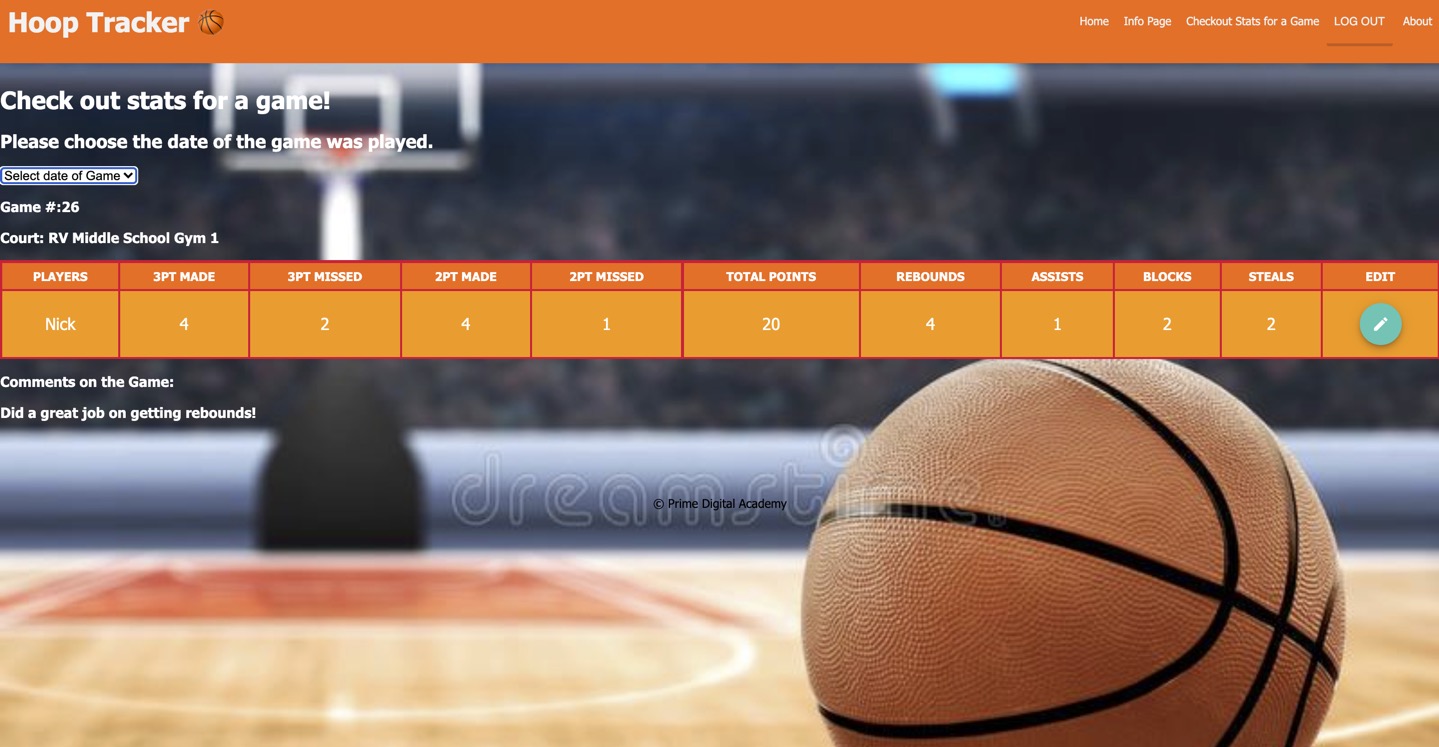 Hoop Tracker 🏀
Home Info Page Checkout Stats for a Game LOG OUT About
Check out stats for a game!
Please choose the date of the game was played.
Select date of Game
Game #:26
Court: RV Middle School Gym 1
PLAYERS 3PT MADE 3PT MISSED 2PT MADE 2PT MISSED TOTAL POINTS REBOUNDS ASSISTS BLOCKS STEALS EDIT
Nick 4 2 4 1 20 4 1 2 2
Comments on the Game:
Did a great job on getting rebounds!
dreamstime.
© Prime Digital Academy